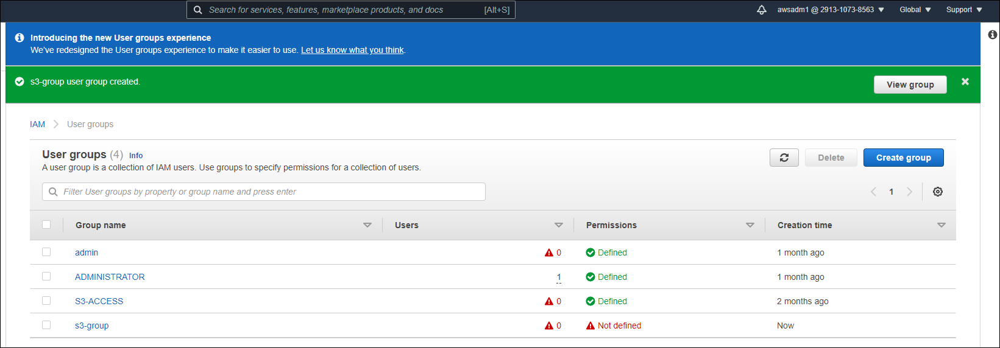 Search for services, features, marketplace products, and docs [Alt+S] awsadm1 @ 2913-1073-8563 Global Support
Introducing the new User groups experience
We've redesigned the User groups experience to make it easier to use. Let us know what you think.
s3-group user group created. View group
IAM User groups
User groups (4) Info
A user group is a collection of IAM users. Use groups to specify permissions for a collection of users.
Delete Create group
Filter User groups by property or group name and press enter 1
Group name Users Permissions Creation time
admin 0 Defined 1 month ago
ADMINISTRATOR 1 Defined 1 month ago
S3-ACCESS 0 Defined 2 months ago
s3-group 0 Not defined Now